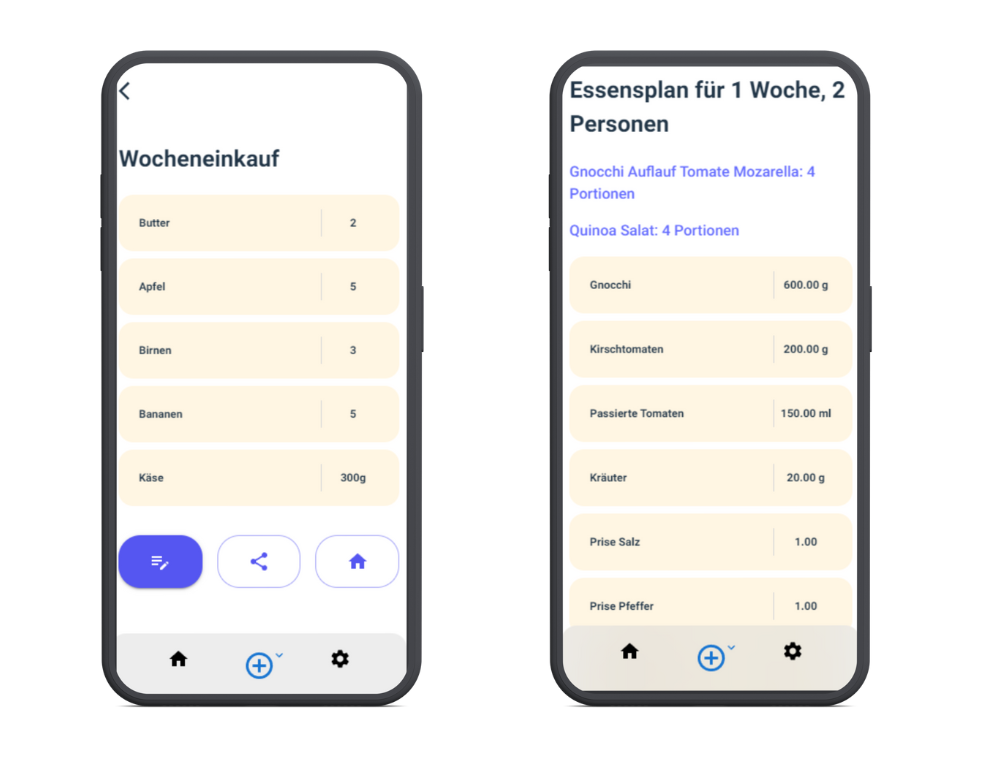 Wocheneinkauf
Butter 2
Apfel 5
Birnen 3
Bananen 5
Käse 300g
Essensplan für 1 Woche, 2
Personen
Gnocchi Auflauf Tomate Mozarella: 4
Portionen
Quinoa Salat: 4 Portionen
Gnocchi 600.00 g
Kirschtomaten 200.00 g
Passierte Tomaten 150.00 ml
Kräuter 20.00 g
Prise Salz 1.00
Prise Pfeffer 1.00